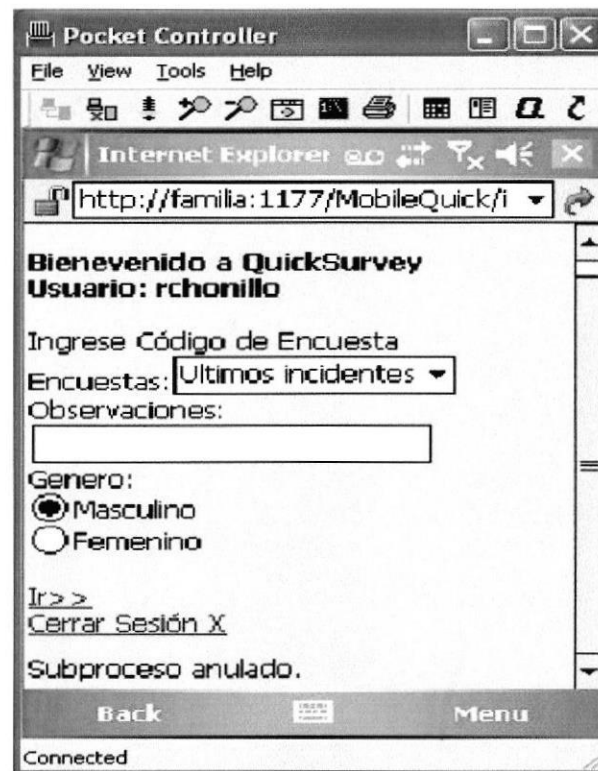 Pocket Controller
File View Tools Help
Internet Explorer
http://familia:1177/MobileQuick/i
Bienevenido a QuickSurvey
Usuario: rchonillo
Ingrese Código de Encuesta
Encuestas: Ultimos incidentes
Observaciones:
Genero:
Masculino
Femenino
Ir>>
Cerrar Sesión X
Subproceso anulado.
Back Menu
Connected